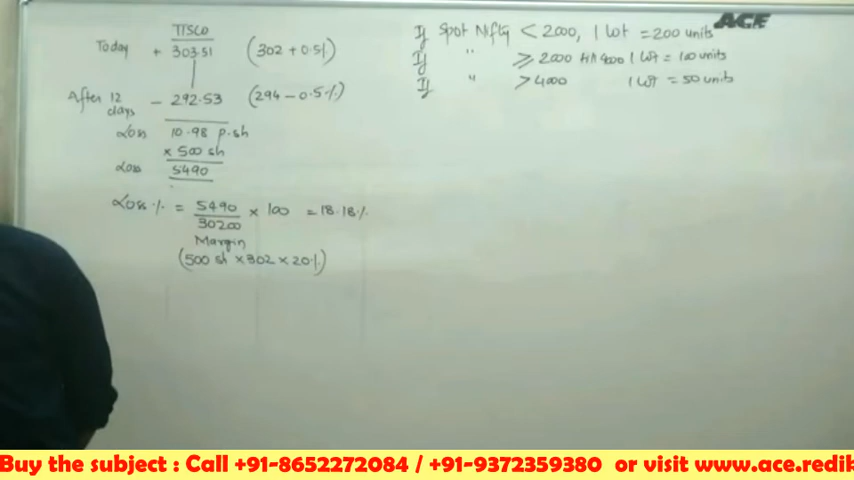 TISCO
Today + 303.51 (302 + 0.5%)
After 12 days - 292.53 (294 - 0.5%)
Loss 10.98 p.sh
x 500 sh
Loss 5490
Loss % = 5490 / 30200 x 100 = 18.18%
Margin
(500 sh x 302 x 20%)
If Spot Nifty < 2000, 1 lot = 200 units
If " ≥ 2000 till 4000 1 lot = 100 units
If " > 4000 1 lot = 50 units
ACE
Buy the subject : Call +91-8652272084 / +91-9372359380 or visit www.ace.redik